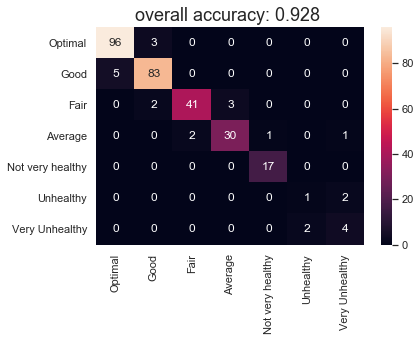 overall accuracy: 0.928
Optimal 96 3 0 0 0 0 0
Good 5 83 0 0 0 0 0
Fair 0 2 41 3 0 0 0
Average 0 0 2 30 1 0 1
Not very healthy 0 0 0 0 17 0 0
Unhealthy 0 0 0 0 0 1 2
Very Unhealthy 0 0 0 0 0 2 4
Optimal Good Fair Average Not very healthy Unhealthy Very Unhealthy
80
60
40
20
0